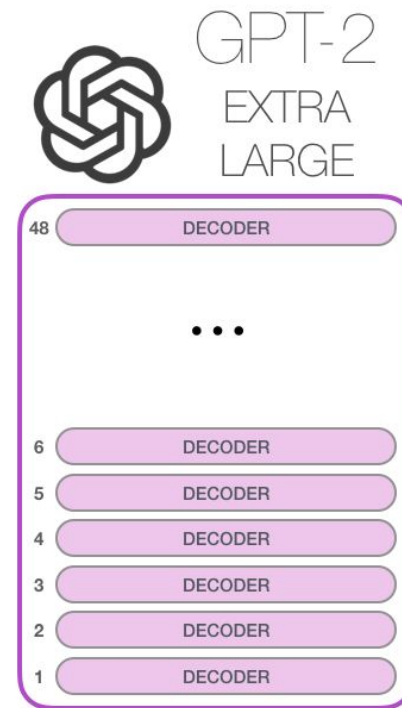 GPT-2
EXTRA
LARGE
48 DECODER
...
6 DECODER
5 DECODER
4 DECODER
3 DECODER
2 DECODER
1 DECODER